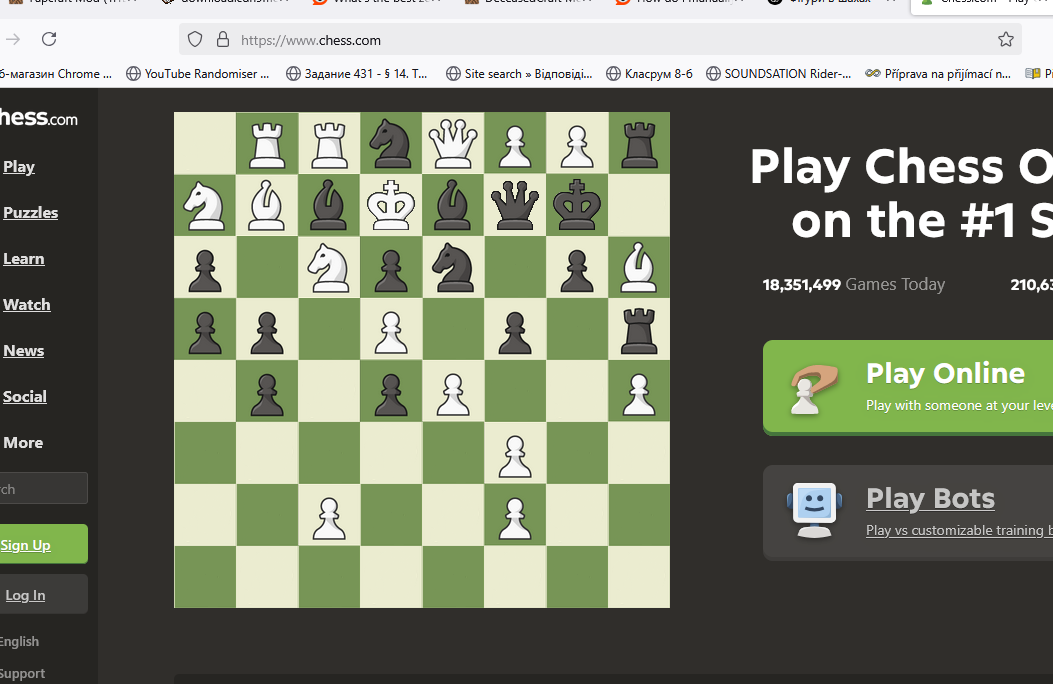 https://www.chess.com
б-магазин Chrome ... YouTube Randomiser ... Задание 431 - § 14. Т... Site search » Відповіді... Класрум 8-б SOUNDSATION Rider-... Příprava na přijímací n...
hess.com
Play
Puzzles
Learn
Watch
News
Social
More
rch
Sign Up
Log In
English
Support
Play Chess O
on the #1 S
18,351,499 Games Today 210,63
Play Online
Play with someone at your leve
Play Bots
Play vs customizable training b